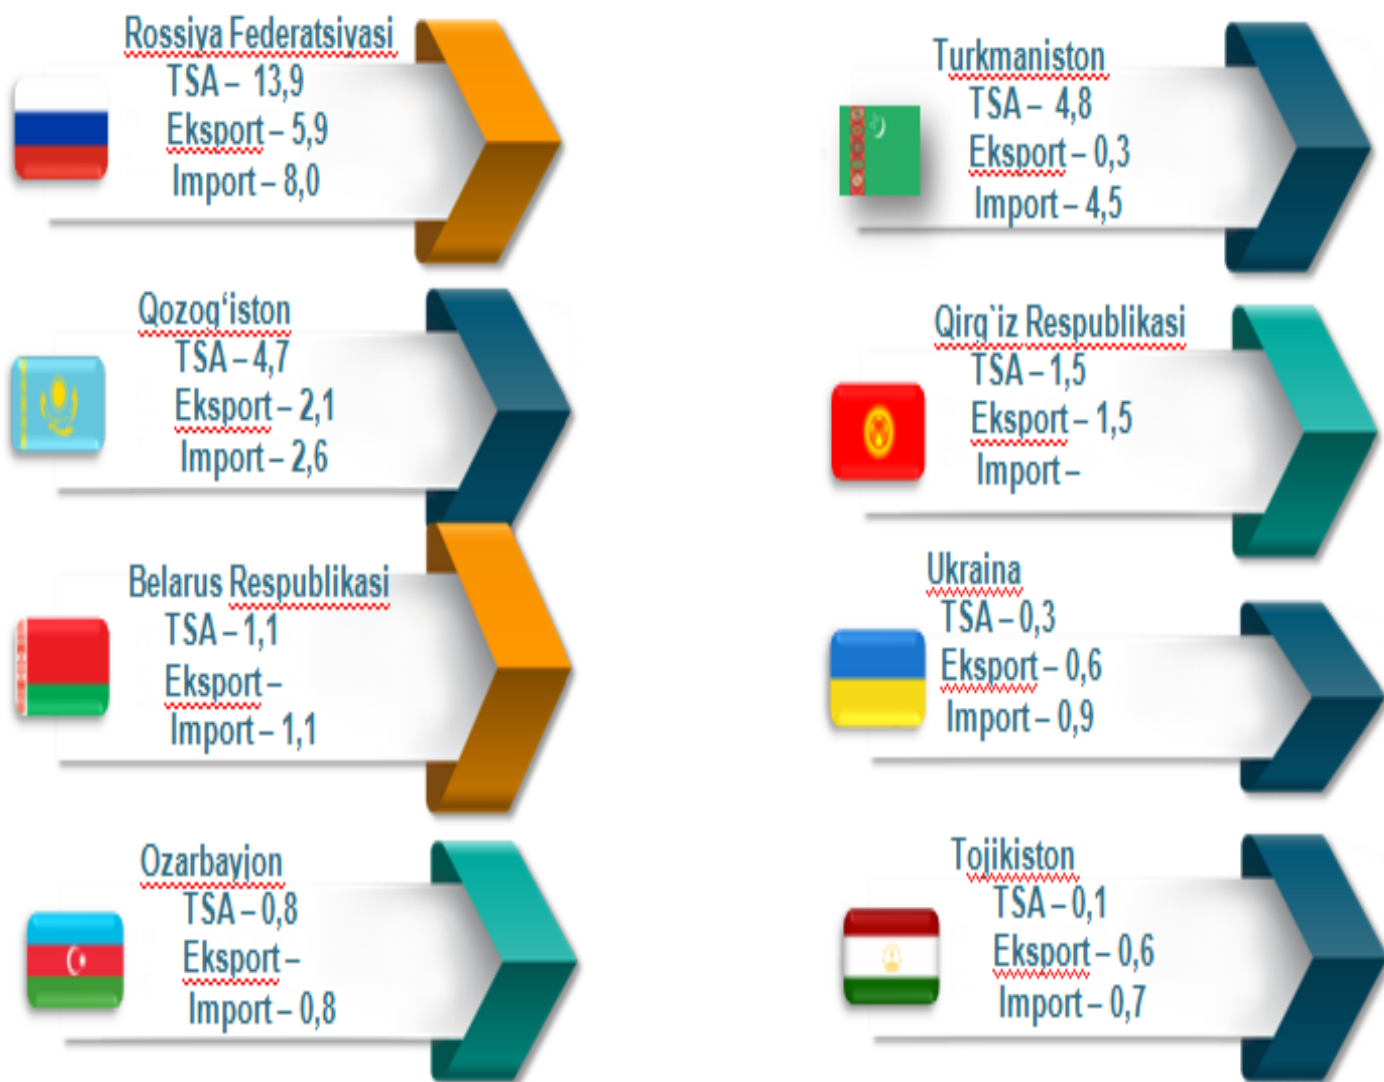 Rossiya Federatsiyasi
TSA – 13,9
Eksport – 5,9
Import – 8,0
Qozog‘iston
TSA – 4,7
Eksport – 2,1
Import – 2,6
Belarus Respublikasi
TSA – 1,1
Eksport –
Import – 1,1
Ozarbayjon
TSA – 0,8
Eksport –
Import – 0,8
Turkmaniston
TSA – 4,8
Eksport – 0,3
Import – 4,5
Qirg`iz Respublikasi
TSA – 1,5
Eksport – 1,5
Import –
Ukraina
TSA – 0,3
Eksport – 0,6
Import – 0,9
Tojikiston
TSA – 0,1
Eksport – 0,6
Import – 0,7